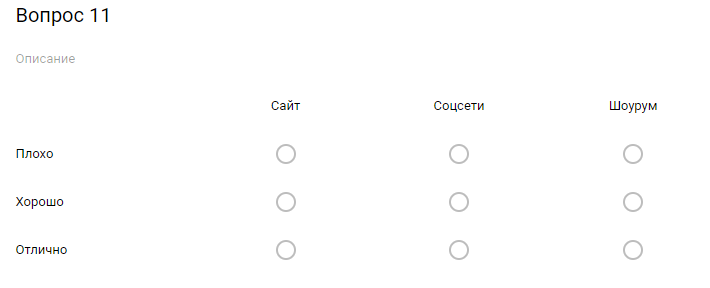 Вопрос 11
Описание
Сайт Соцсети Шоурум
Плохо
Хорошо
Отлично